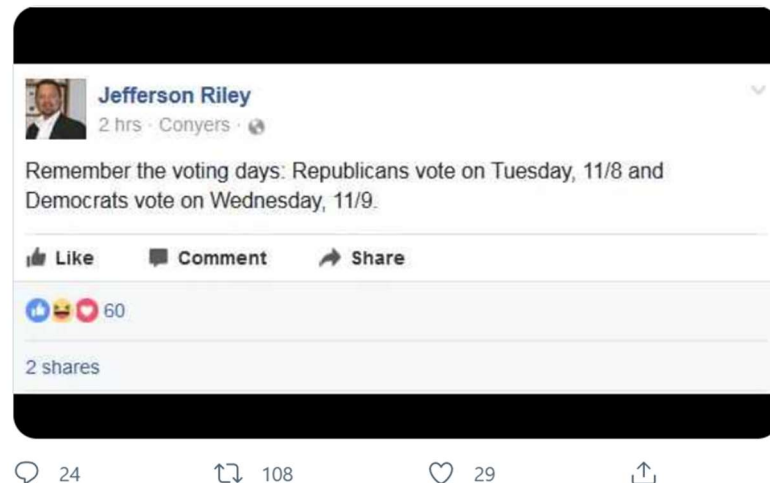 Jefferson Riley
2 hrs · Conyers ·
Remember the voting days: Republicans vote on Tuesday, 11/8 and
Democrats vote on Wednesday, 11/9.
Like Comment Share
60
2 shares
24 108 29